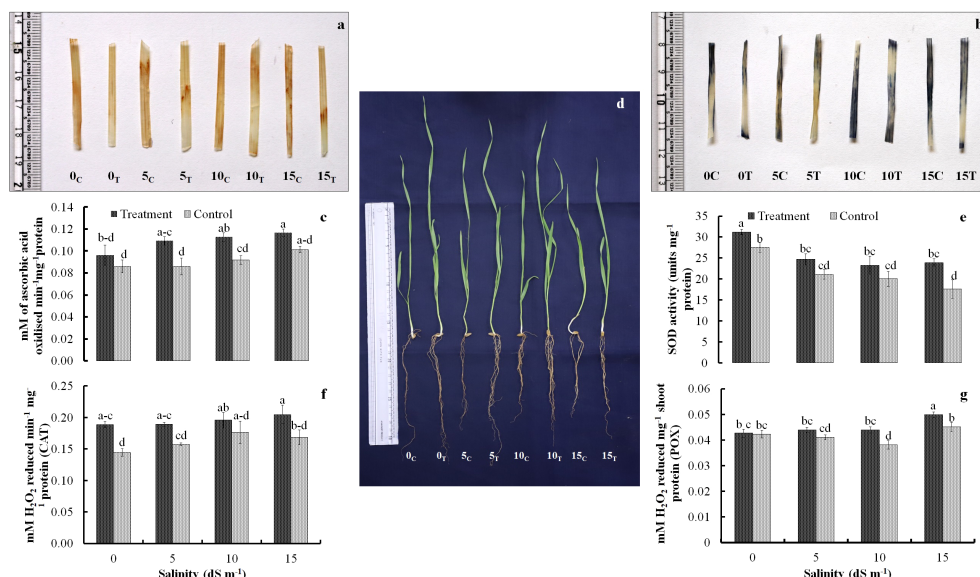 a
0C 0T 5C 5T 10C 10T 15C 15T
b
0C 0T 5C 5T 10C 10T 15C 15T
d
0C 0T 5C 5T 10C 10T 15C 15T
c
Treatment Control
mM of ascorbic acid
oxidised min⁻¹mg⁻¹protein
0.14
0.12
0.10
0.08
0.06
0.04
0.02
0.00
b-d d a-c d ab cd a a-d
e
Treatment Control
SOD activity (units mg⁻¹
protein)
35
30
25
20
15
10
5
0
a b bc cd bc cd bc d
f
mM H₂O₂ reduced min⁻¹ mg⁻
¹ protein (CAT)
0.25
0.20
0.15
0.10
0.05
0.00
a-c d a-c cd ab a-d a b-d
0 5 10 15
Salinity (dS m⁻¹)
g
mM H₂O₂ reduced mg⁻¹ shoot
protein (POX)
0.06
0.05
0.04
0.03
0.02
0.01
0
b c bc bc cd bc d a bc
0 5 10 15
Salinity (dS m⁻¹)